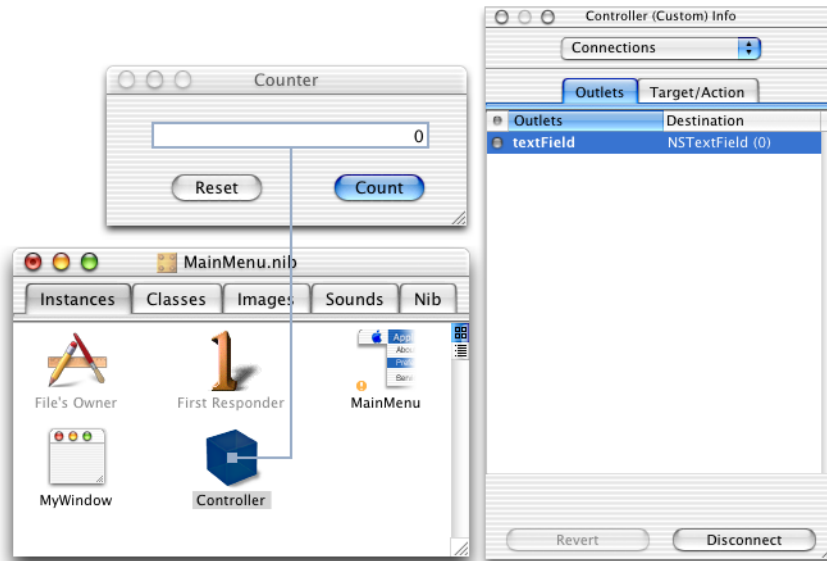 Counter
0
Reset
Count
MainMenu.nib
Instances
Classes
Images
Sounds
Nib
File's Owner
First Responder
MainMenu
MyWindow
Controller
Controller (Custom) Info
Connections
Outlets
Target/Action
Outlets
Destination
textField
NSTextField (0)
Revert
Disconnect